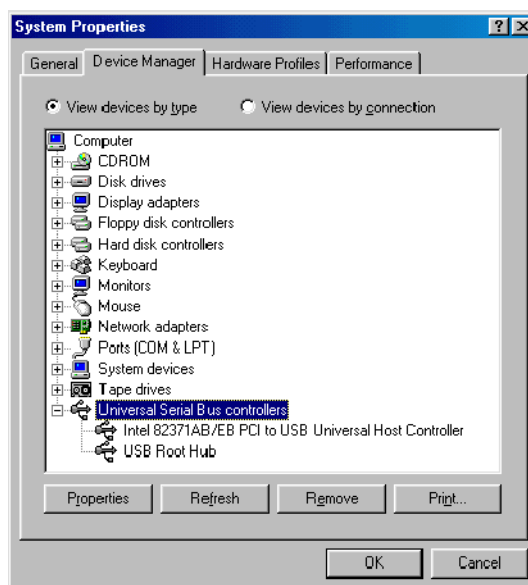 System Properties
General Device Manager Hardware Profiles Performance
View devices by type View devices by connection
Computer
CDROM
Disk drives
Display adapters
Floppy disk controllers
Hard disk controllers
Keyboard
Monitors
Mouse
Network adapters
Ports (COM & LPT)
System devices
Tape drives
Universal Serial Bus controllers
Intel 82371AB/EB PCI to USB Universal Host Controller
USB Root Hub
Properties Refresh Remove Print...
OK Cancel